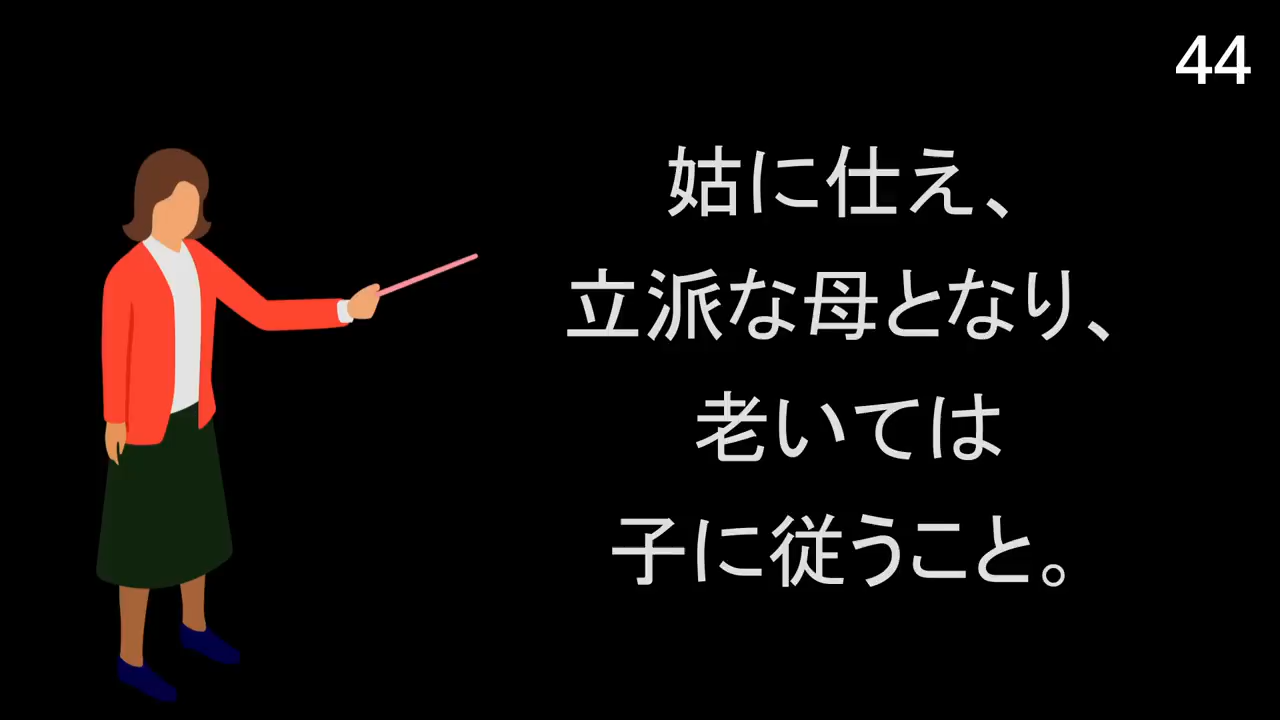 44
姑に仕え、
立派な母となり、
老いては
子に従うこと。